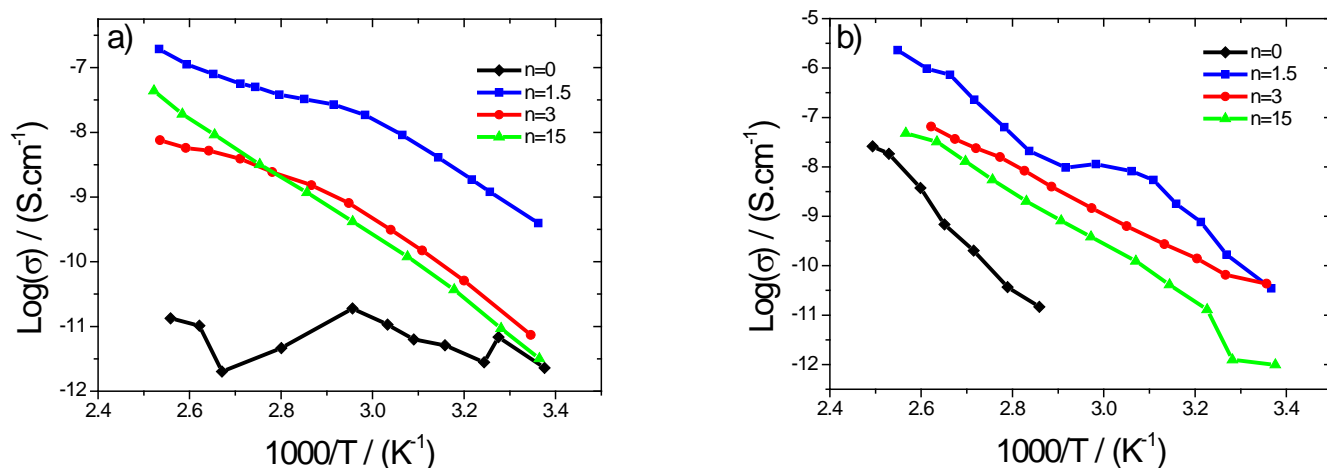 a)
n=0
n=1.5
n=3
n=15
-7
-8
-9
-10
-11
-12
2.4 2.6 2.8 3.0 3.2 3.4
Log(σ) / (S.cm⁻¹)
1000/T / (K⁻¹)
b)
n=0
n=1.5
n=3
n=15
-5
-6
-7
-8
-9
-10
-11
-12
2.4 2.6 2.8 3.0 3.2 3.4
Log(σ) / (S.cm⁻¹)
1000/T / (K⁻¹)